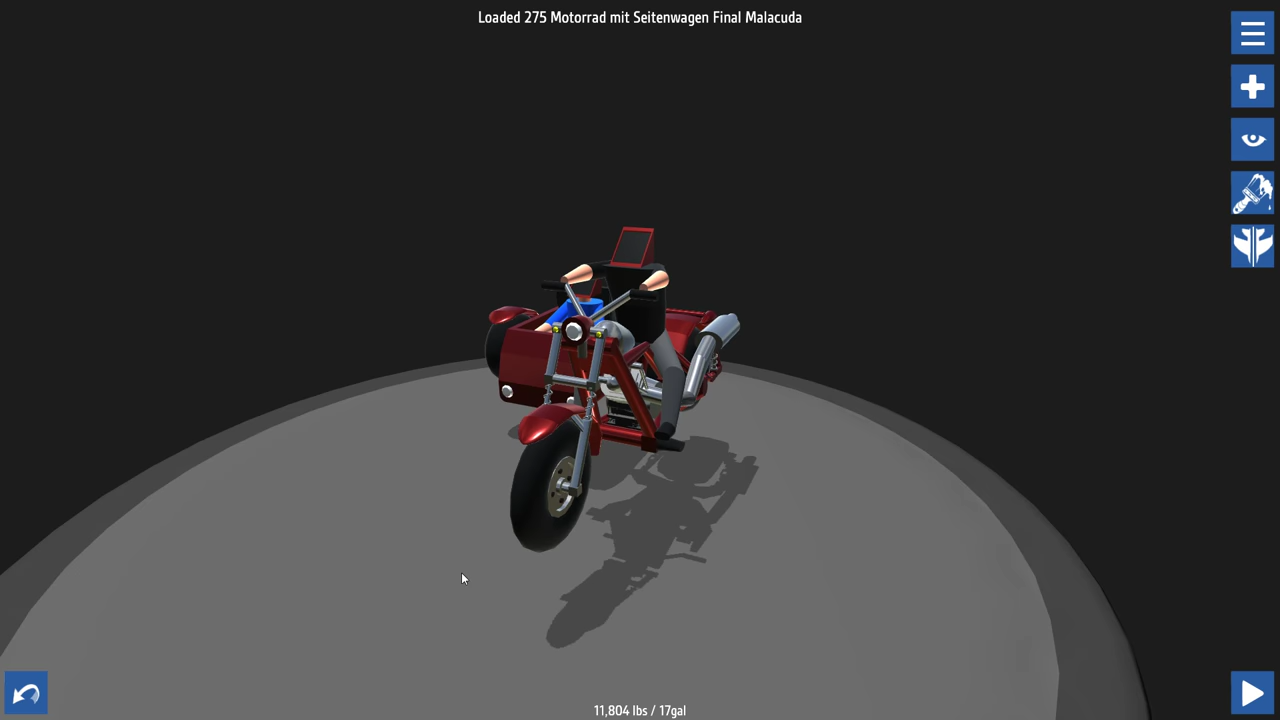 Loaded 275 Motorrad mit Seitenwagen Final Malacuda
11,804 lbs / 17gal